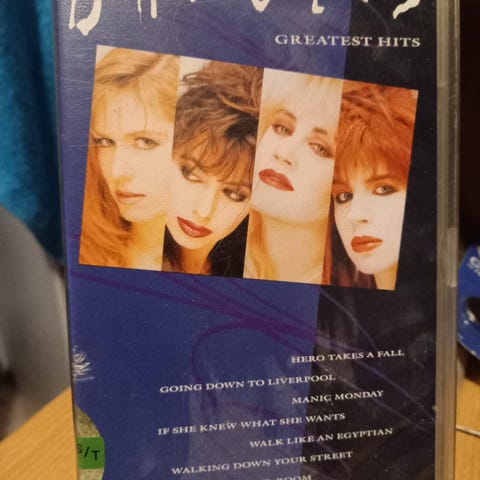 GREATEST HITS
HERO TAKES A FALL
GOING DOWN TO LIVERPOOL
MANIC MONDAY
IF SHE KNEW WHAT SHE WANTS
WALK LIKE AN EGYPTIAN
WALKING DOWN YOUR STREET
S/T
ROOM